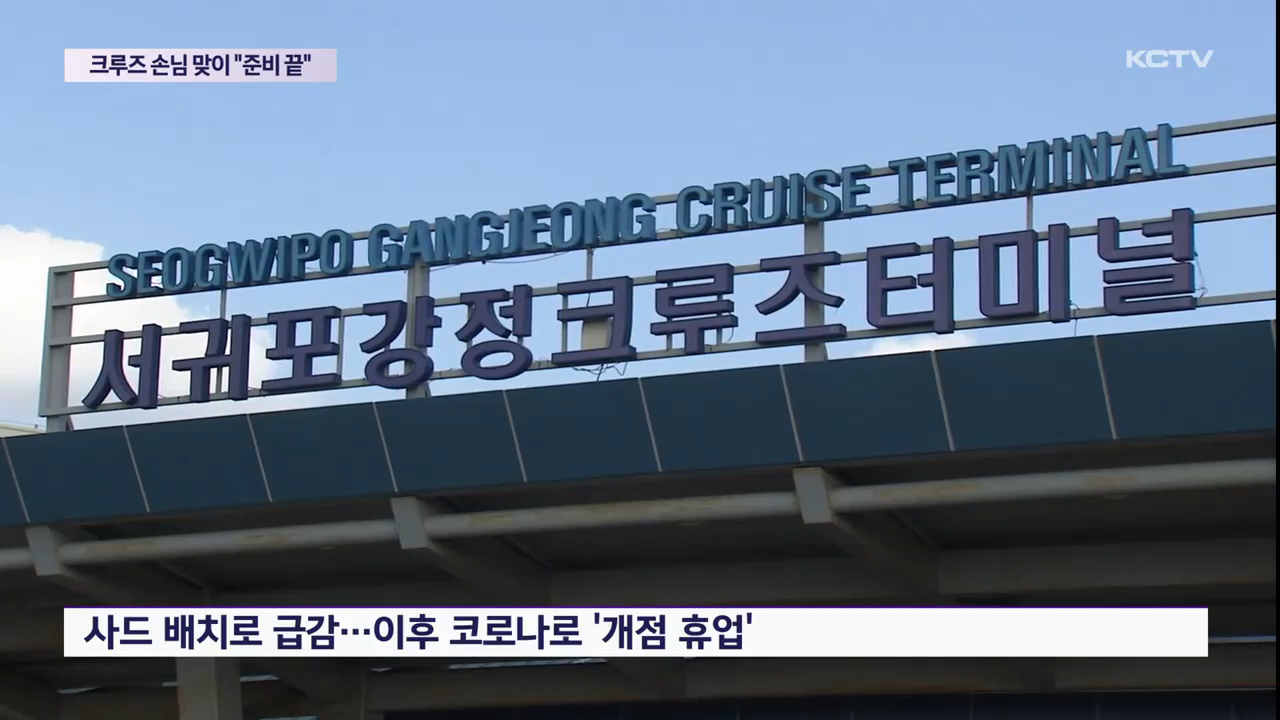 크루즈 손님 맞이 "준비 끝"
KCTV
SEOGWIPO GANGJEONG CRUISE TERMINAL
서귀포강정크루즈터미널
사드 배치로 급감…이후 코로나로 '개점 휴업'